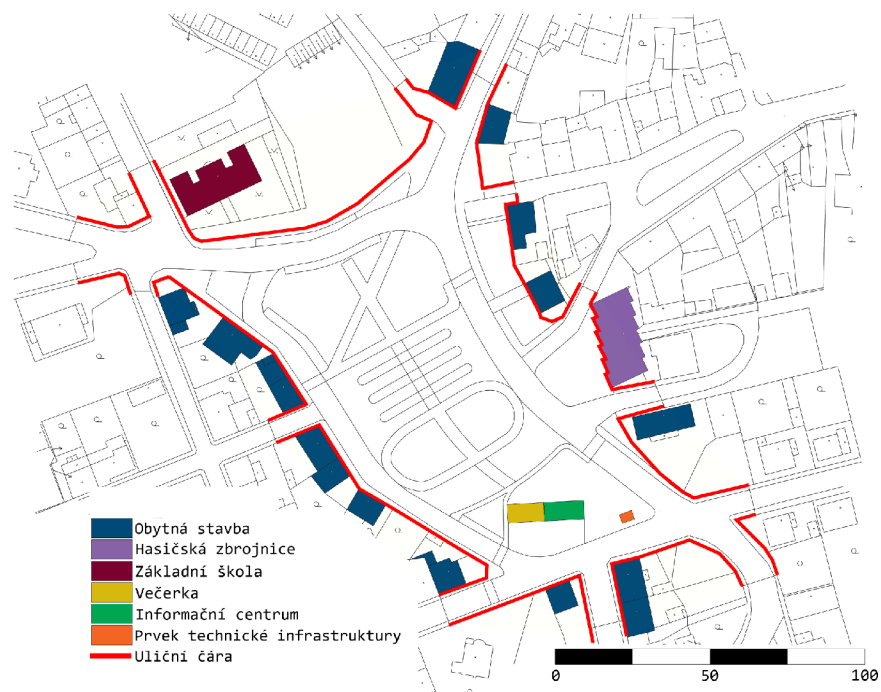 Obytná stavba
Hasičská zbrojnice
Základní škola
Večerka
Informační centrum
Prvek technické infrastruktury
Uliční čára
0 50 100